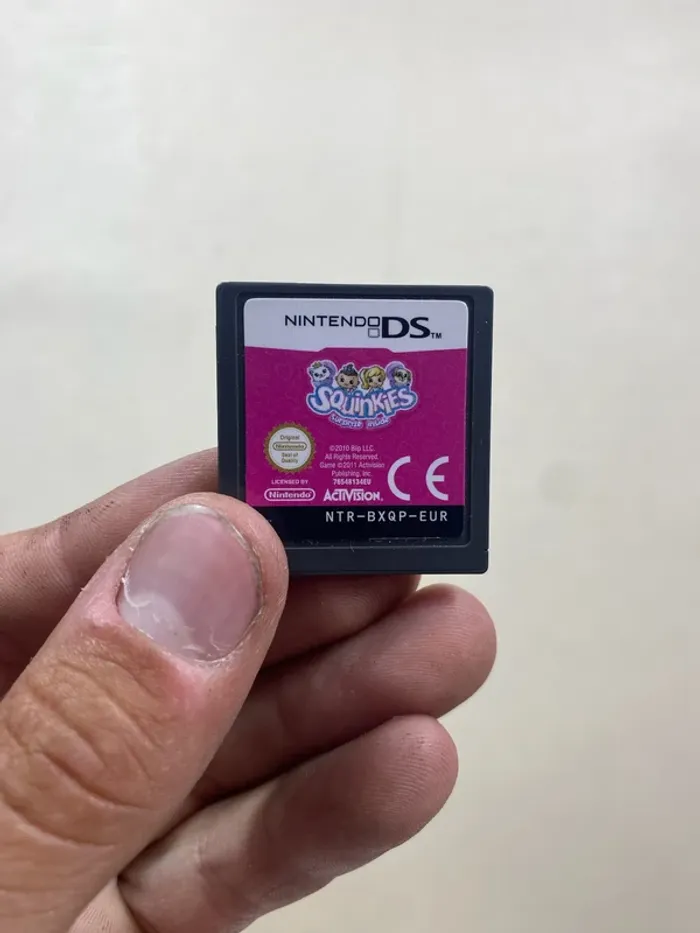 NINTENDO DS TM
SQUINKIES
SURPRIZE INSIDE
Original
Nintendo
Seal of
Quality
©2010 Blip LLC.
All Rights Reserved.
Game ©2011 Activision
Publishing, Inc.
76548134EU
LICENSED BY
Nintendo
ACTIVISION.
CE
NTR-BXQP-EUR